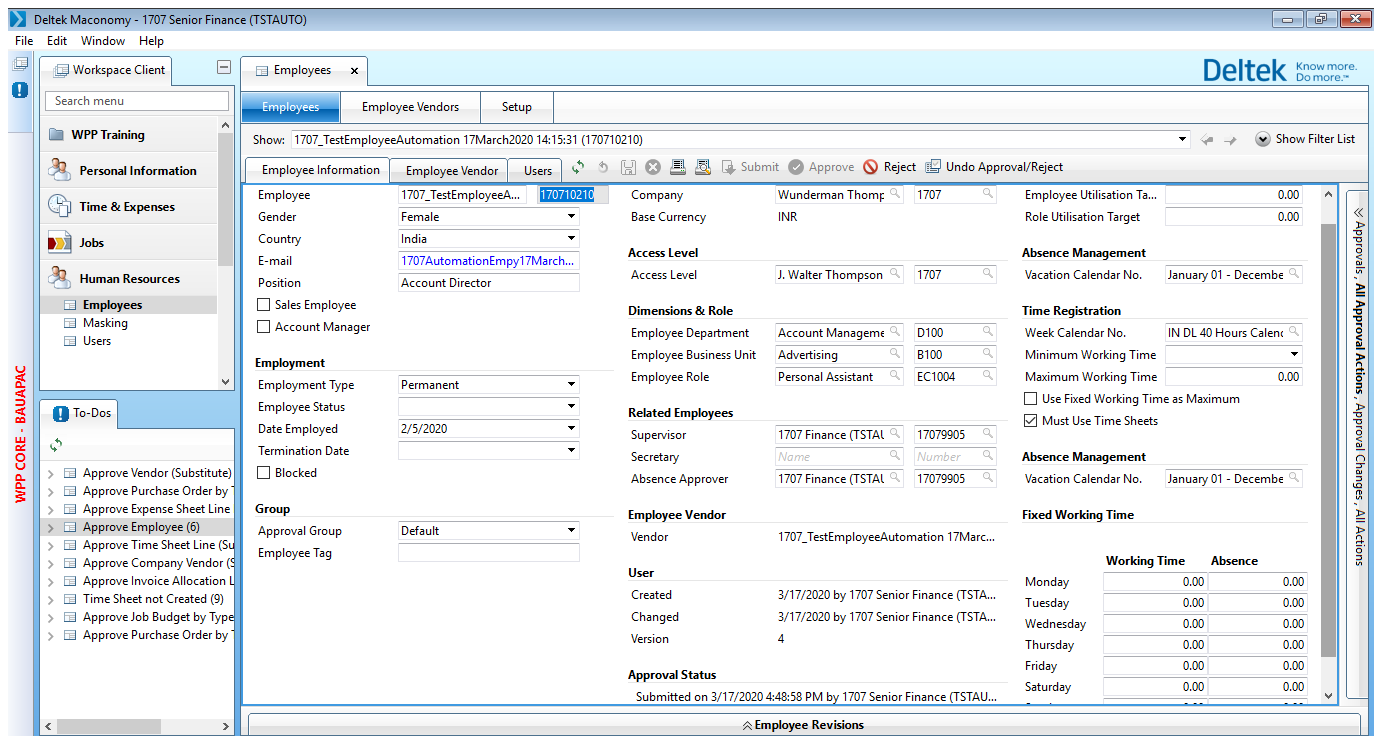 Deltek Maconomy - 1707 Senior Finance (TSTAUTO)
File Edit Window Help
Workspace Client
Search menu
WPP Training
Personal Information
Time & Expenses
Jobs
Human Resources
Employees
Masking
Users
WPP CORE - BAUAPAC
To-Dos
Approve Vendor (Substitute)
Approve Purchase Order by T
Approve Expense Sheet Line
Approve Employee (6)
Approve Time Sheet Line (Su
Approve Company Vendor (S
Approve Invoice Allocation L
Time Sheet not Created (9)
Approve Job Budget by Type
Approve Purchase Order by T
Employees x
Deltek Know more. Do more.™
Employees Employee Vendors Setup
Show: 1707_TestEmployeeAutomation 17March2020 14:15:31 (170710210) Show Filter List
Employee Information Employee Vendor Users Submit Approve Reject Undo Approval/Reject
Employee 1707_TestEmployeeA... 170710210
Gender Female
Country India
E-mail 1707AutomationEmpy17March...
Position Account Director
Sales Employee
Account Manager
Employment
Employment Type Permanent
Employee Status
Date Employed 2/5/2020
Termination Date
Blocked
Group
Approval Group Default
Employee Tag
Company Wunderman Thomp 1707
Base Currency INR
Access Level
Access Level J. Walter Thompson 1707
Dimensions & Role
Employee Department Account Manageme D100
Employee Business Unit Advertising B100
Employee Role Personal Assistant EC1004
Related Employees
Supervisor 1707 Finance (TSTAU 17079905
Secretary Name Number
Absence Approver 1707 Finance (TSTAU 17079905
Employee Vendor
Vendor 1707_TestEmployeeAutomation 17Marc...
User
Created 3/17/2020 by 1707 Senior Finance (TSTA...
Changed 3/17/2020 by 1707 Senior Finance (TSTA...
Version 4
Approval Status
Submitted on 3/17/2020 4:48:58 PM by 1707 Senior Finance (TSTAU...
Employee Utilisation Ta... 0.00
Role Utilisation Target 0.00
Absence Management
Vacation Calendar No. January 01 - Decembe
Time Registration
Week Calendar No. IN DL 40 Hours Calenc
Minimum Working Time
Maximum Working Time 0.00
Use Fixed Working Time as Maximum
Must Use Time Sheets
Absence Management
Vacation Calendar No. January 01 - Decembe
Fixed Working Time
Working Time Absence
Monday 0.00 0.00
Tuesday 0.00 0.00
Wednesday 0.00 0.00
Thursday 0.00 0.00
Friday 0.00 0.00
Saturday 0.00 0.00
Approvals , All Approval Actions , Approval Changes , All Actions
Employee Revisions